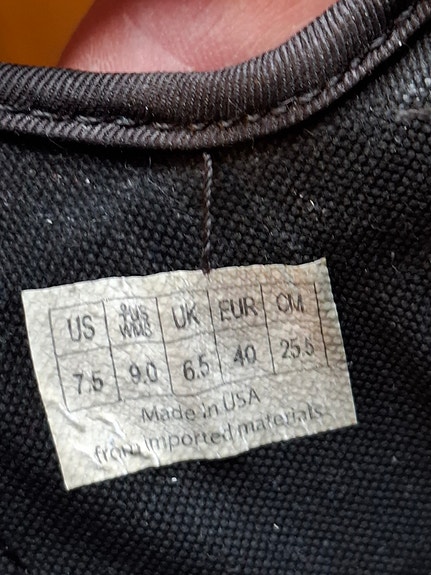 US ♀US WMS UK EUR CM
7.5 9.0 6.5 40 25.5
Made in USA
from imported materials